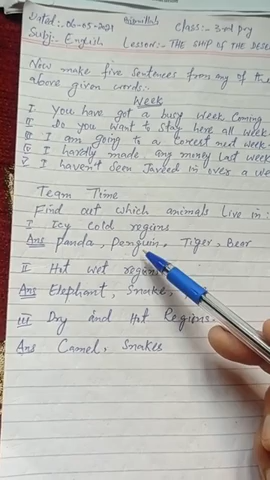 Dated:- 06-05-2021 Bismillah Class:- 3rd pry
Subj:- English Lesson:- THE SHIP OF THE DESE
Now make five sentences from any of the
above given words:-
Week
I You have got a busy week coming
II Do you want to stay here all week
III I am going to a concert next week
IV I hardly made any money last week
V I haven't seen Javeed in over a we
Team Time
Find out which animals live in:
I Icy cold regions
Ans Panda, Penguin, Tiger, Bear
II Hot wet regions
Ans Elephant, Snake,
III Dry and Hot Regions.
Ans Camel, Snakes